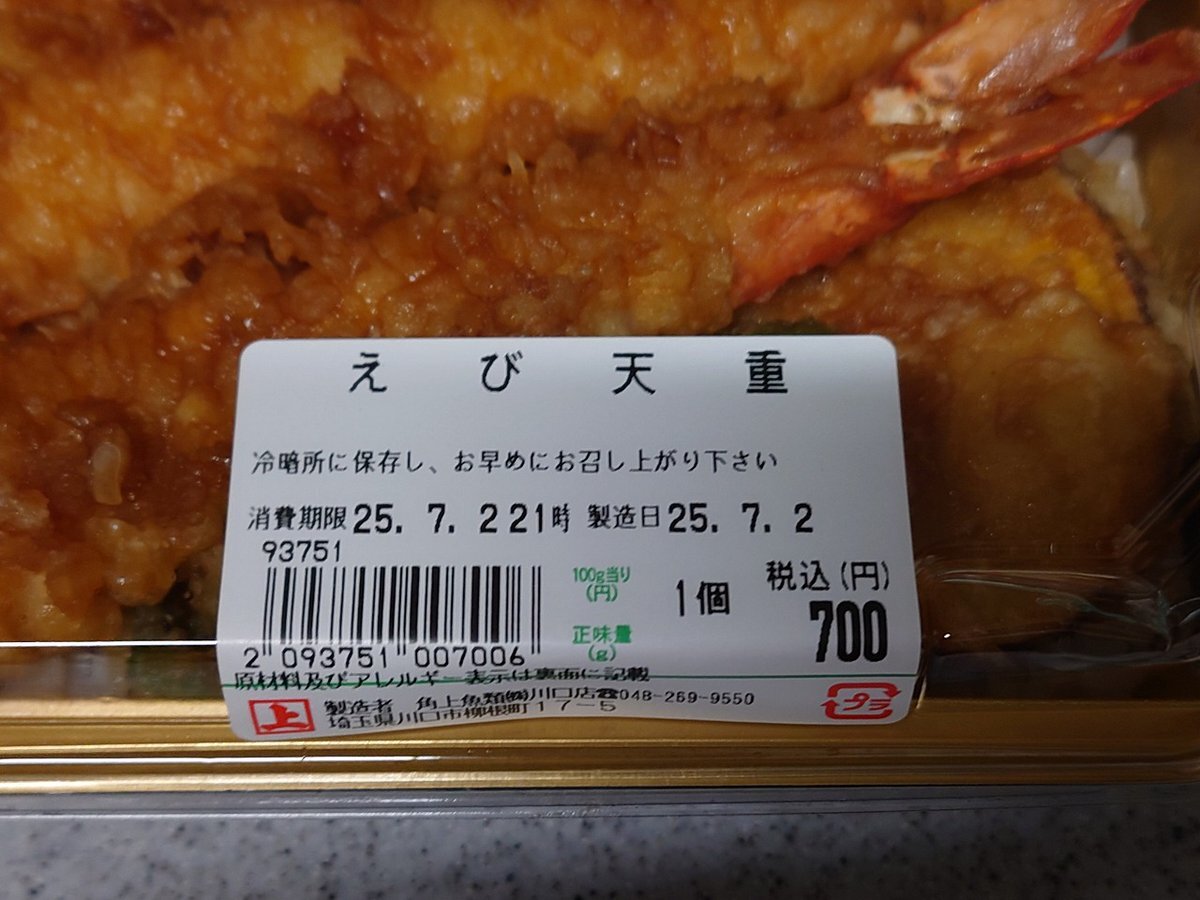 えび天重
冷暗所に保存し、お早めにお召し上がり下さい
消費期限 25. 7. 2 21時 製造日 25. 7. 2
93751
100g当り(円) 1個 税込(円)
正味量(g) 700
2 093751 007006
原材料及びアレルギー表示は裏面に記載
上 製造者 角上魚類㈱川口店☎048-269-9550
埼玉県川口市柳根町17-5
プラ